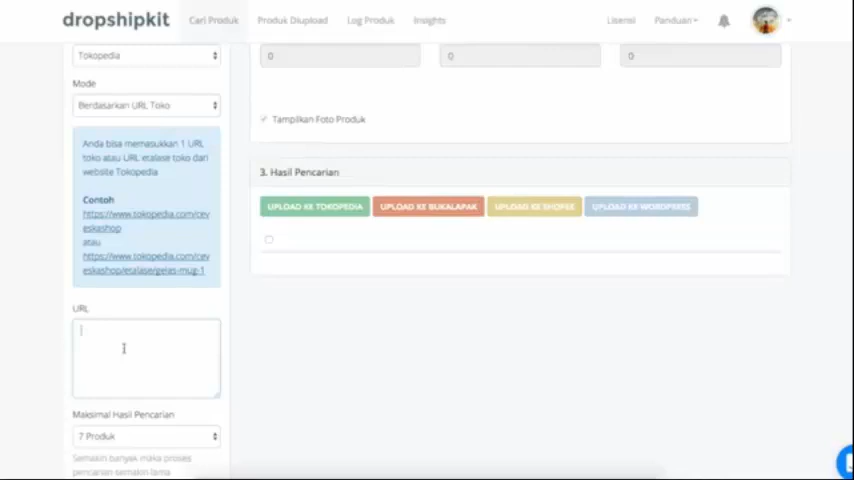 dropshipkit Cari Produk Produk Diupload Log Produk Insights Lisensi Panduan
Tokopedia
0 0 0
Mode
Berdasarkan URL Toko
Tampilkan Foto Produk
Anda bisa memasukkan 1 URL
toko atau URL etalase toko dari
website Tokopedia
Contoh
https://www.tokopedia.com/cev
eskashop
atau
https://www.tokopedia.com/cev
eskashop/etalase/gelas-mug-1
3. Hasil Pencarian
UPLOAD KE TOKOPEDIA UPLOAD KE BUKALAPAK UPLOAD KE SHOPEE UPLOAD KE WORDPRESS
URL
Maksimal Hasil Pencarian
7 Produk
Semakin banyak maka proses
pencarian semakin lama